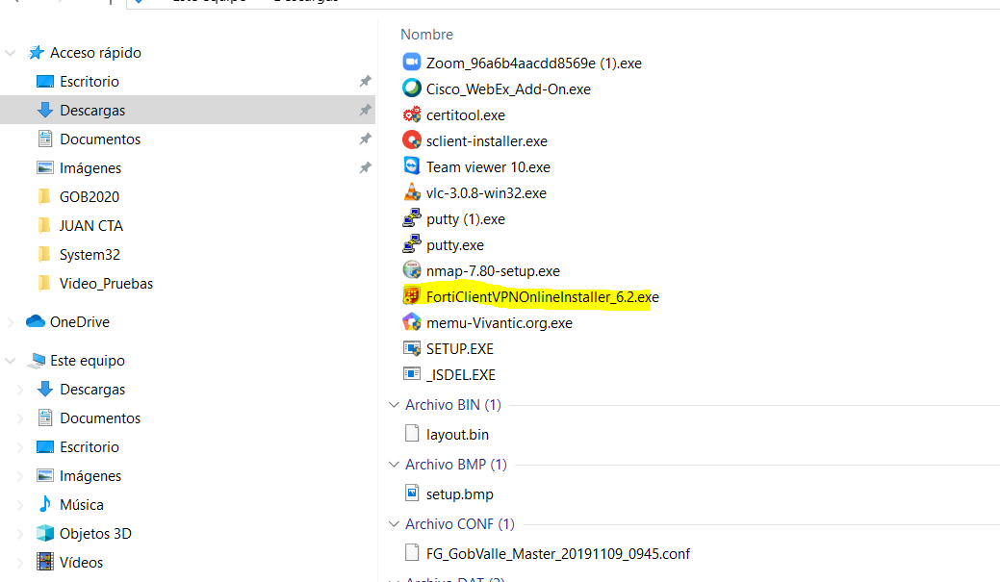 Este equipo
Descargas
Acceso rápido
Escritorio
Descargas
Documentos
Imágenes
GOB2020
JUAN CTA
System32
Video_Pruebas
OneDrive
Este equipo
Descargas
Documentos
Escritorio
Imágenes
Música
Objetos 3D
Vídeos
Nombre
Zoom_96a6b4aacdd8569e (1).exe
Cisco_WebEx_Add-On.exe
certitool.exe
sclient-installer.exe
Team viewer 10.exe
vlc-3.0.8-win32.exe
putty (1).exe
putty.exe
nmap-7.80-setup.exe
FortiClientVPNOnlineInstaller_6.2.exe
memu-Vivantic.org.exe
SETUP.EXE
_ISDEL.EXE
Archivo BIN (1)
layout.bin
Archivo BMP (1)
setup.bmp
Archivo CONF (1)
FG_GobValle_Master_20191109_0945.conf
Archivo DAT (2)